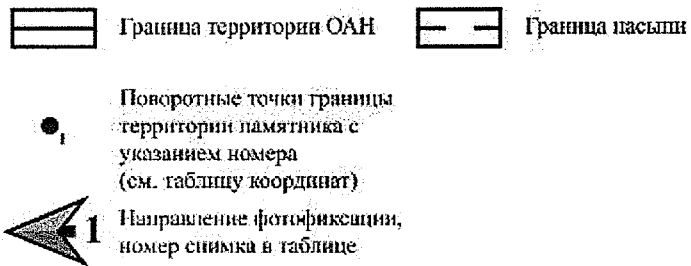 Граница территории ОАН
Граница насыпи
Поворотные точки границы
территории памятника с
указанием номера
(см. таблицу координат)
1
Направление фотофиксации,
номер снимка в таблице
1